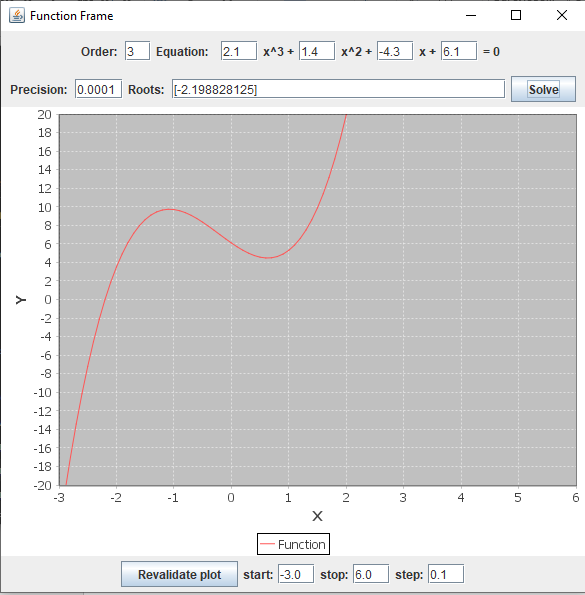 Function Frame
Order: 3 Equation: 2.1 x^3 + 1.4 x^2 + -4.3 x + 6.1 = 0
Precision: 0.0001 Roots: [-2.198828125] Solve
20
18
16
14
12
10
8
6
4
2
0
-2
-4
-6
-8
-10
-12
-14
-16
-18
-20
Y
-3 -2 -1 0 1 2 3 4 5 6
X
Function
Revalidate plot start: -3.0 stop: 6.0 step: 0.1